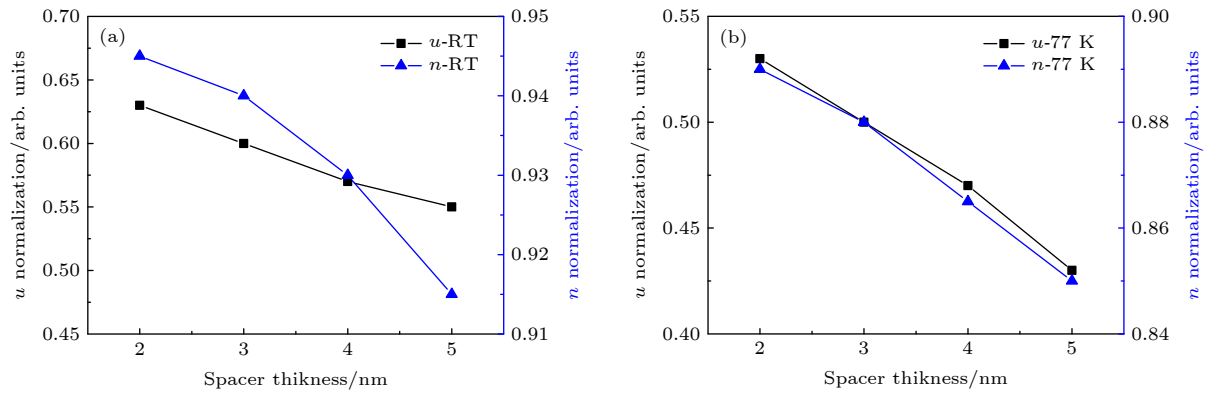 (a)
u-RT
n-RT
0.70
0.65
0.60
0.55
0.50
0.45
u normalization/arb. units
0.95
0.94
0.93
0.92
0.91
n normalization/arb. units
2 3 4 5
Spacer thikness/nm
(b)
u-77 K
n-77 K
0.55
0.50
0.45
0.40
u normalization/arb. units
0.90
0.88
0.86
0.84
n normalization/arb. units
2 3 4 5
Spacer thikness/nm